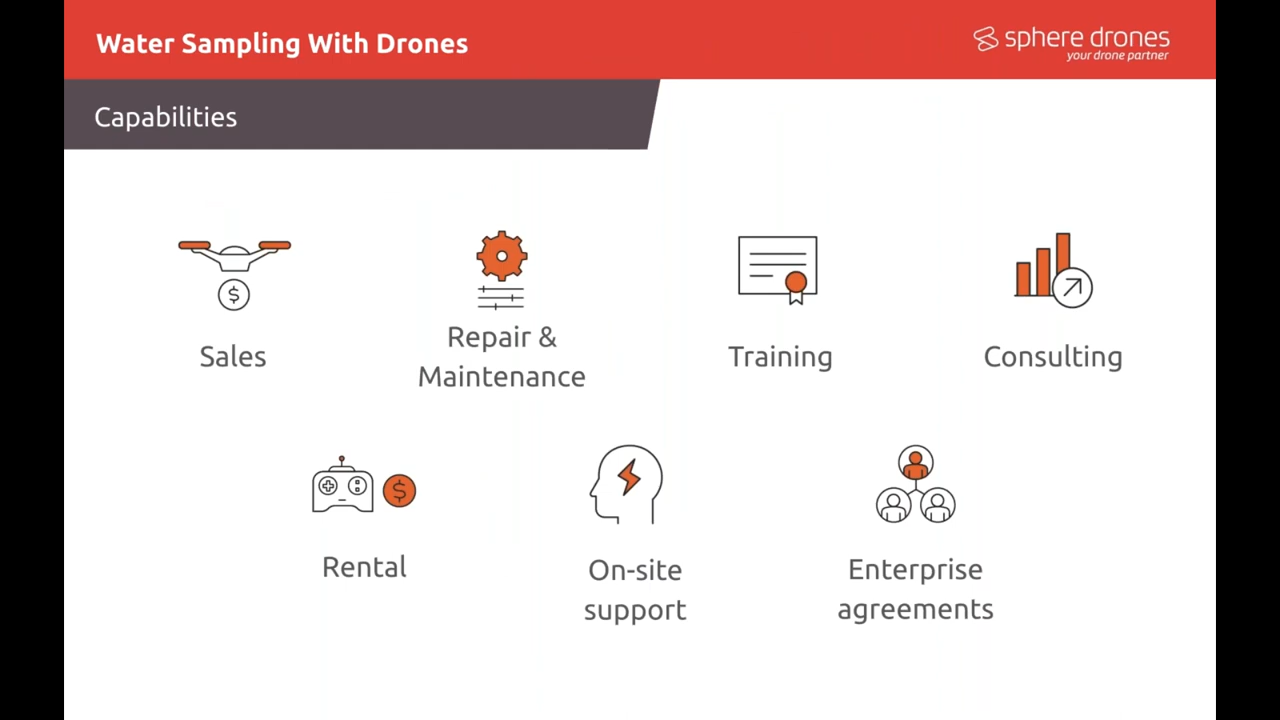 Water Sampling With Drones
sphere drones
your drone partner
Capabilities
$
Sales
Repair &
Maintenance
Training
Consulting
$
Rental
On-site
support
Enterprise
agreements